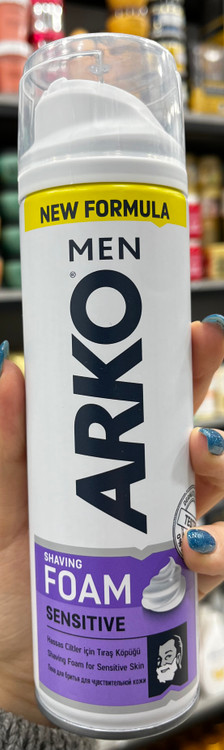 NEW FORMULA
MEN
ARKO®
SHAVING
FOAM
SENSITIVE
Hassas Ciltler için Tıraş Köpüğü
Shaving Foam for Sensitive Skin
Пена для бритья для чувствительной кожи